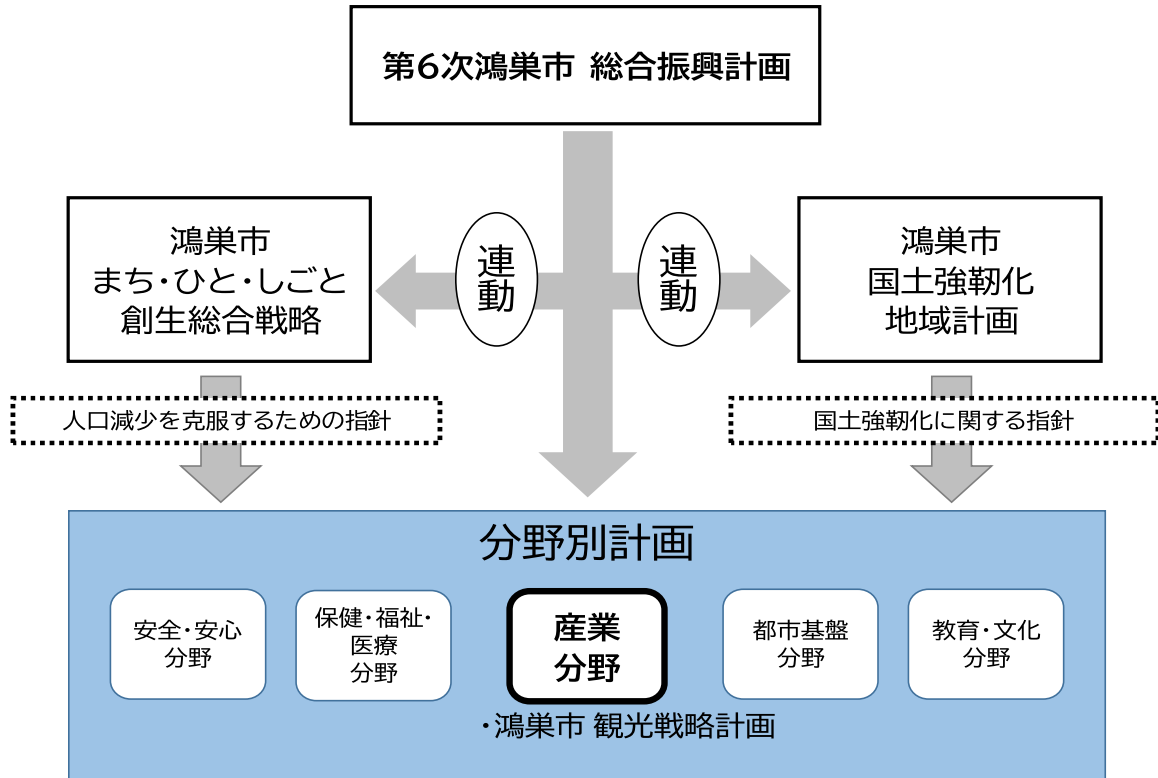 第6次鴻巣市 総合振興計画
鴻巣市
まち・ひと・しごと
創生総合戦略
連動
連動
鴻巣市
国土強靭化
地域計画
人口減少を克服するための指針
国土強靭化に関する指針
分野別計画
安全・安心
分野
保健・福祉・
医療
分野
産業
分野
都市基盤
分野
教育・文化
分野
・鴻巣市 観光戦略計画